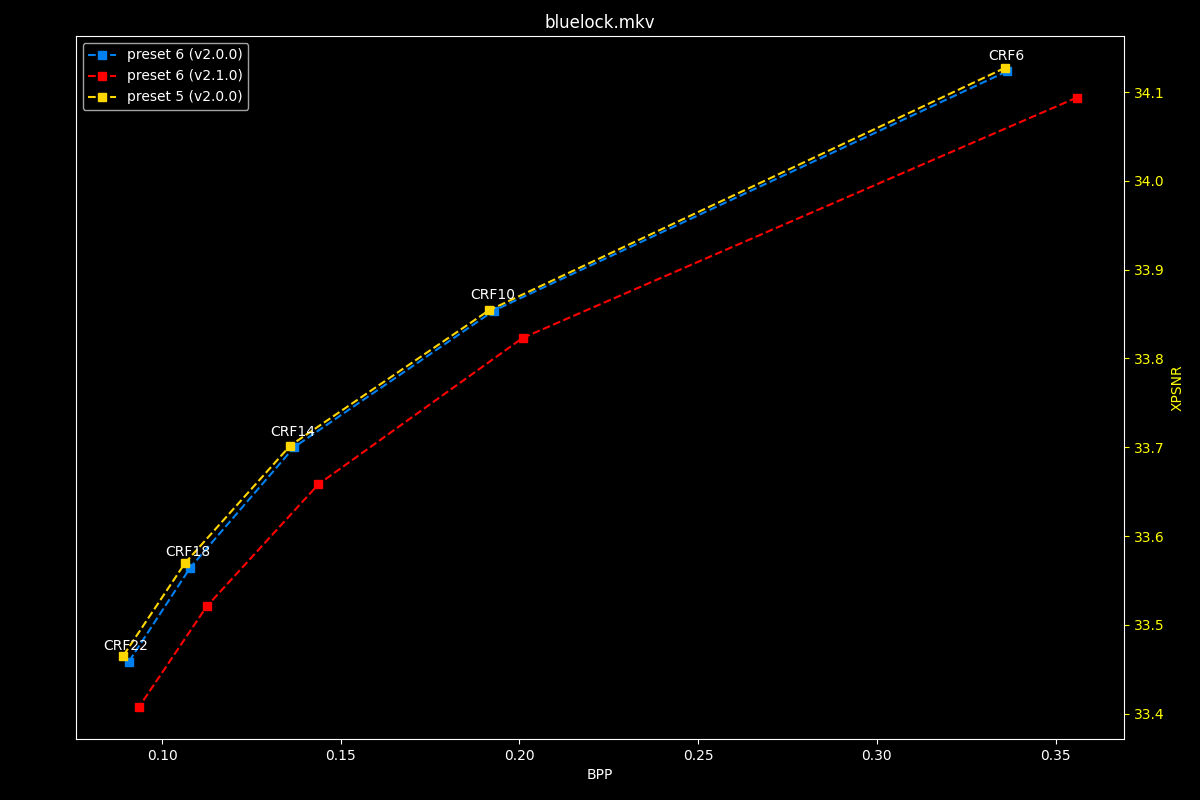 bluelock.mkv
preset 6 (v2.0.0)
preset 6 (v2.1.0)
preset 5 (v2.0.0)
CRF6
CRF10
CRF14
CRF18
CRF22
34.1
34.0
33.9
33.8
33.7
33.6
33.5
33.4
XPSNR
0.10
0.15
0.20
0.25
0.30
0.35
BPP